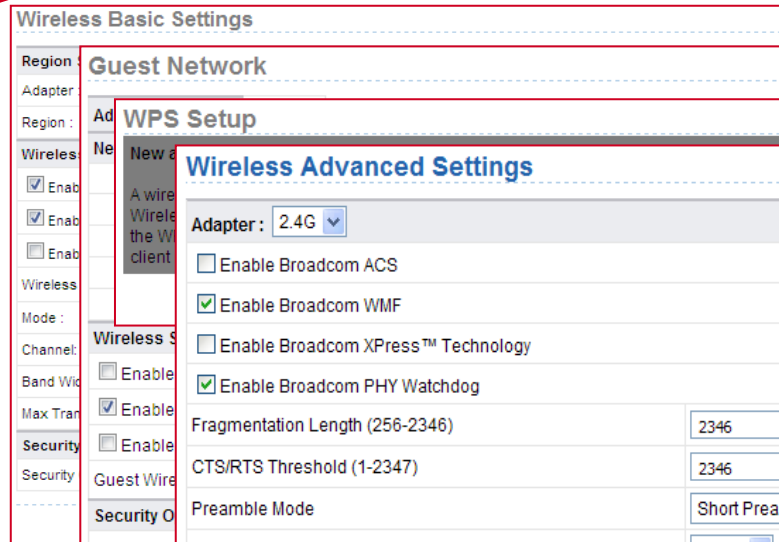 Wireless Basic Settings
Region
Adapter
Region :
Wireless
Enab
Enab
Enab
Wireless
Mode :
Channel:
Band Wid
Max Tran
Security
Security
Guest Network
Ad
Ne
Wireless S
Enable
Enable
Enable
Guest Wire
Security O
WPS Setup
New a
A wire
Wirele
the WI
client
Wireless Advanced Settings
Adapter : 2.4G
Enable Broadcom ACS
Enable Broadcom WMF
Enable Broadcom XPress™ Technology
Enable Broadcom PHY Watchdog
Fragmentation Length (256-2346) 2346
CTS/RTS Threshold (1-2347) 2346
Preamble Mode Short Prea